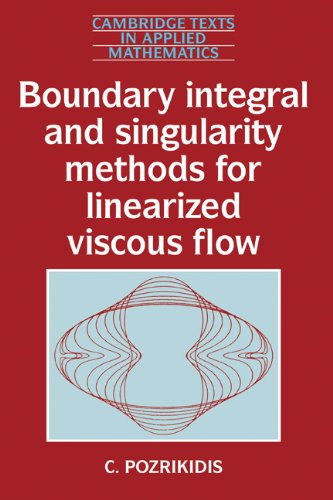 CAMBRIDGE TEXTS
IN APPLIED
MATHEMATICS
Boundary integral
and singularity
methods for
linearized
viscous flow
C. POZRIKIDIS